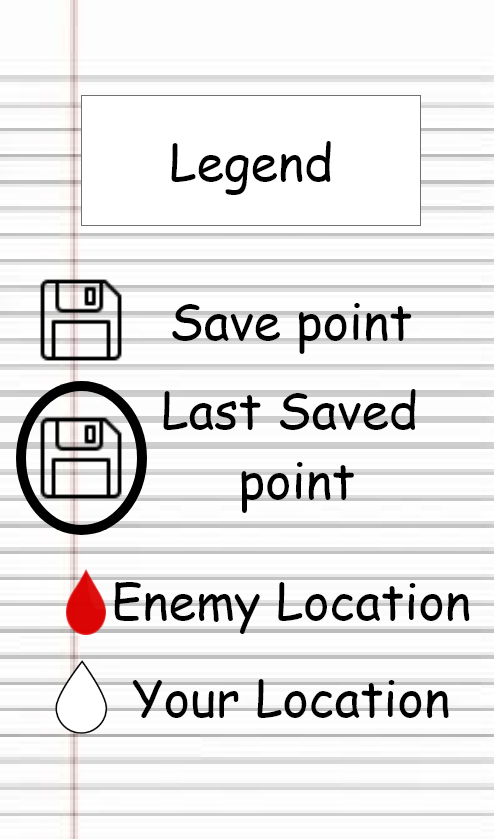 Legend
Save point
Last Saved
point
Enemy Location
Your Location